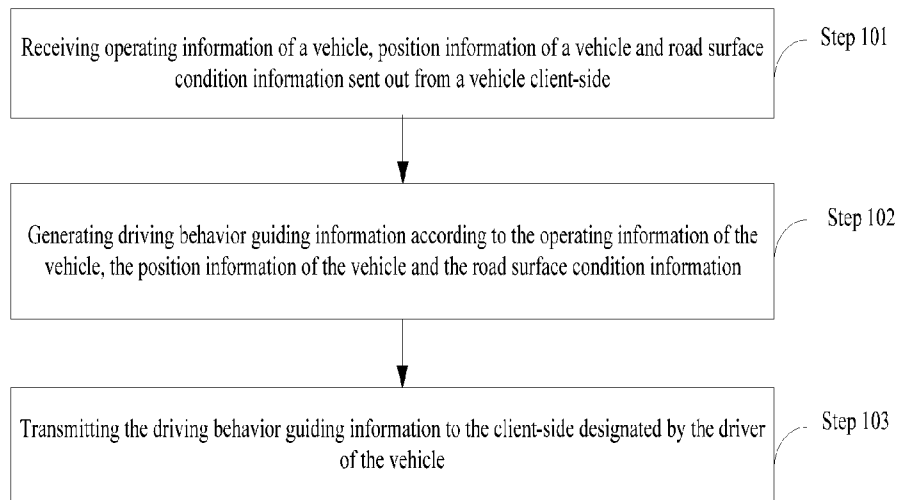 Receiving operating information of a vehicle, position information of a vehicle and road surface
condition information sent out from a vehicle client-side
Step 101
Generating driving behavior guiding information according to the operating information of the
vehicle, the position information of the vehicle and the road surface condition information
Step 102
Transmitting the driving behavior guiding information to the client-side designated by the driver
of the vehicle
Step 103